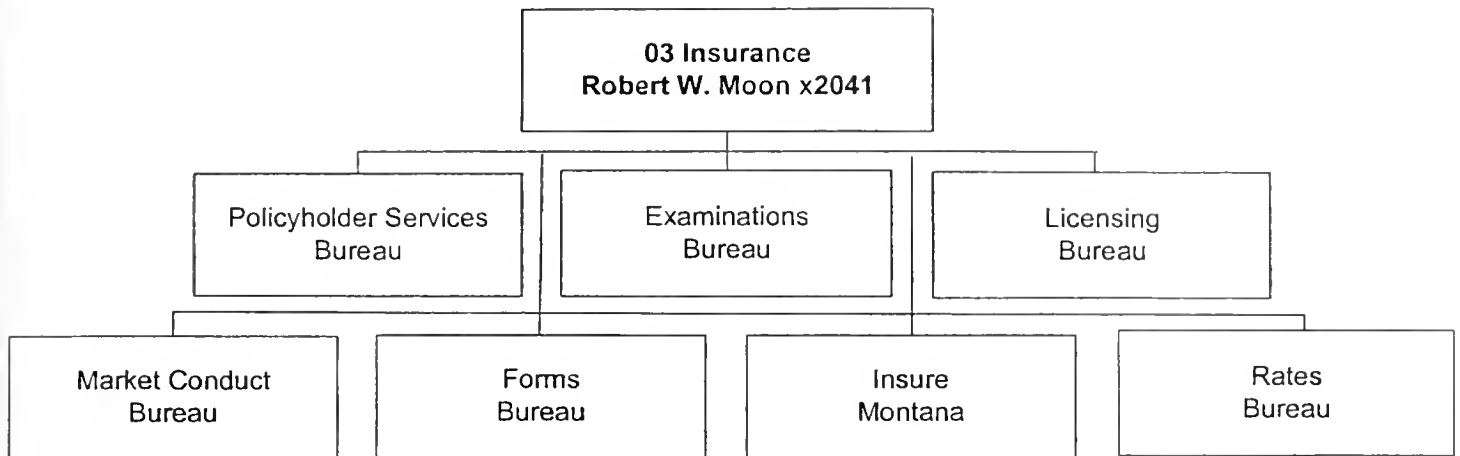 03 Insurance
Robert W. Moon x2041
Policyholder Services
Bureau
Examinations
Bureau
Licensing
Bureau
Market Conduct
Bureau
Forms
Bureau
Insure
Montana
Rates
Bureau